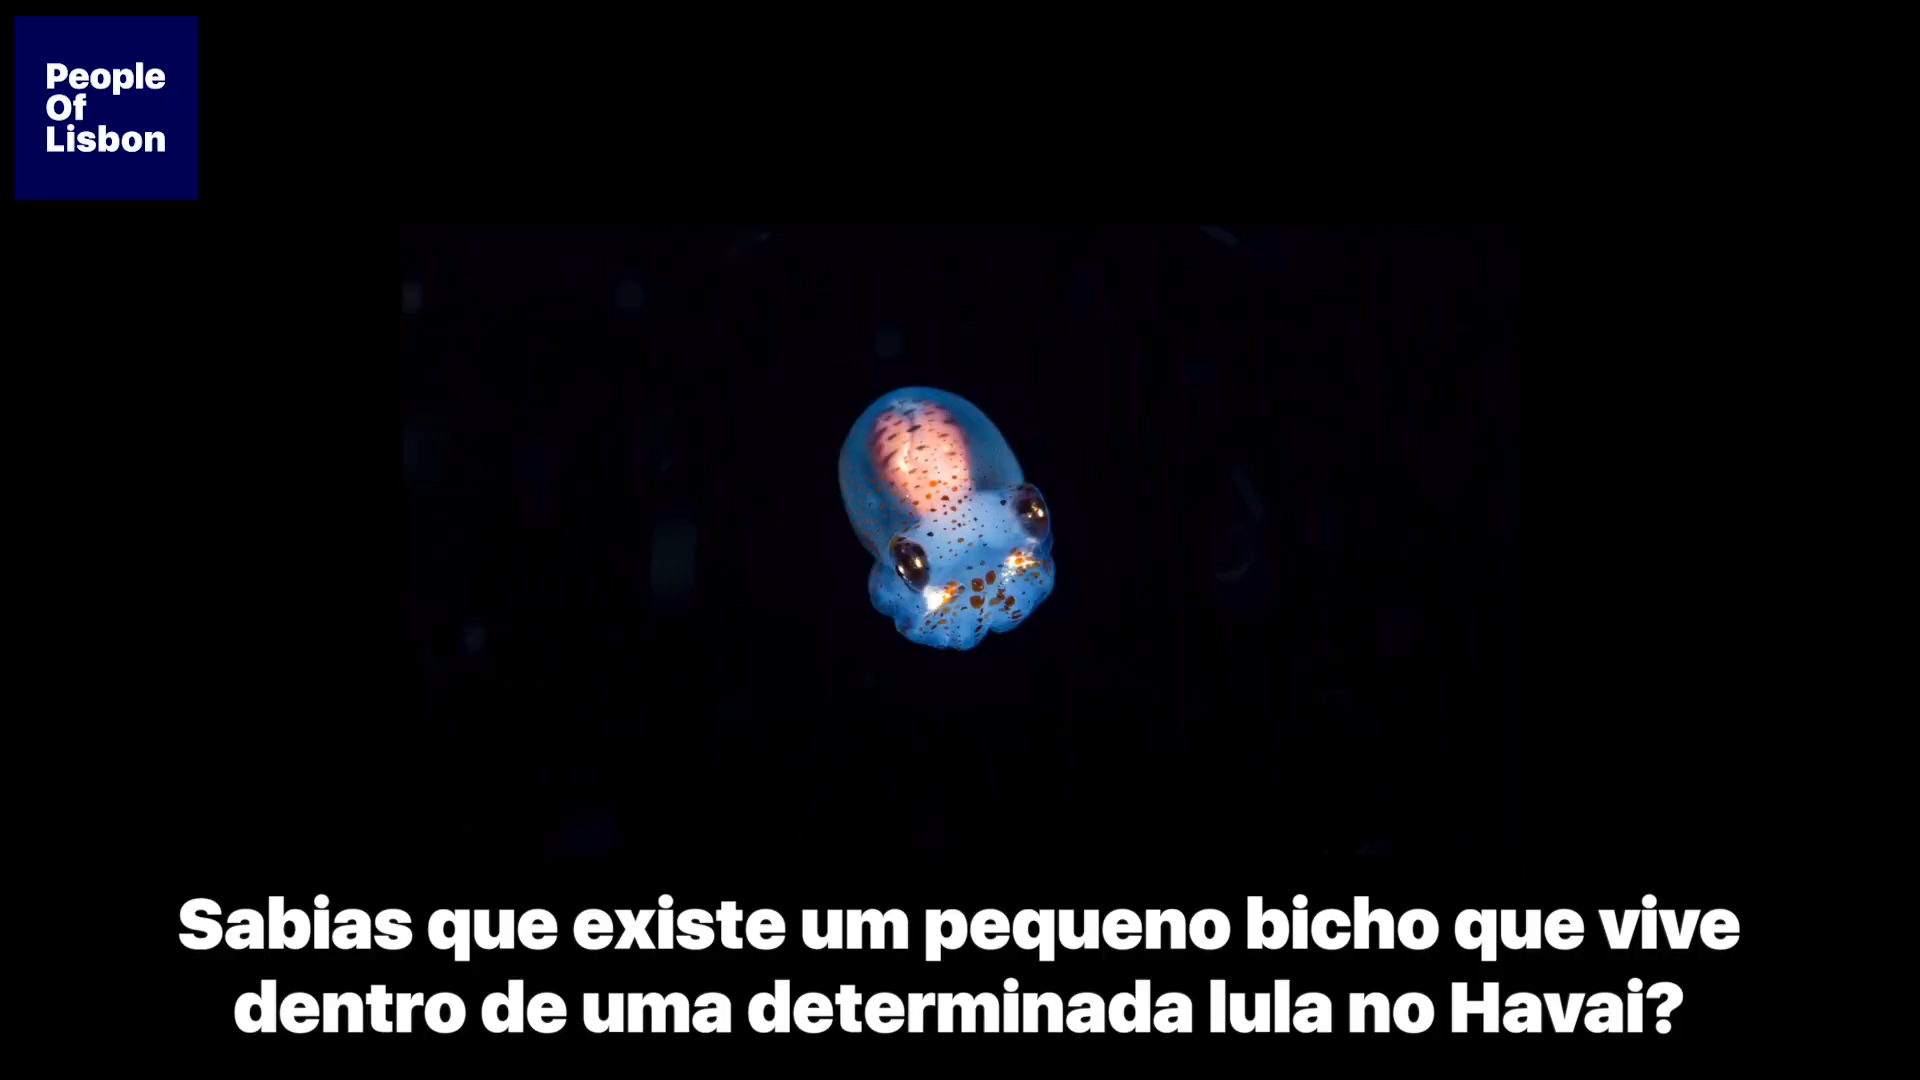 People
Of
Lisbon
Sabias que existe um pequeno bicho que vive
dentro de uma determinada lula no Havai?